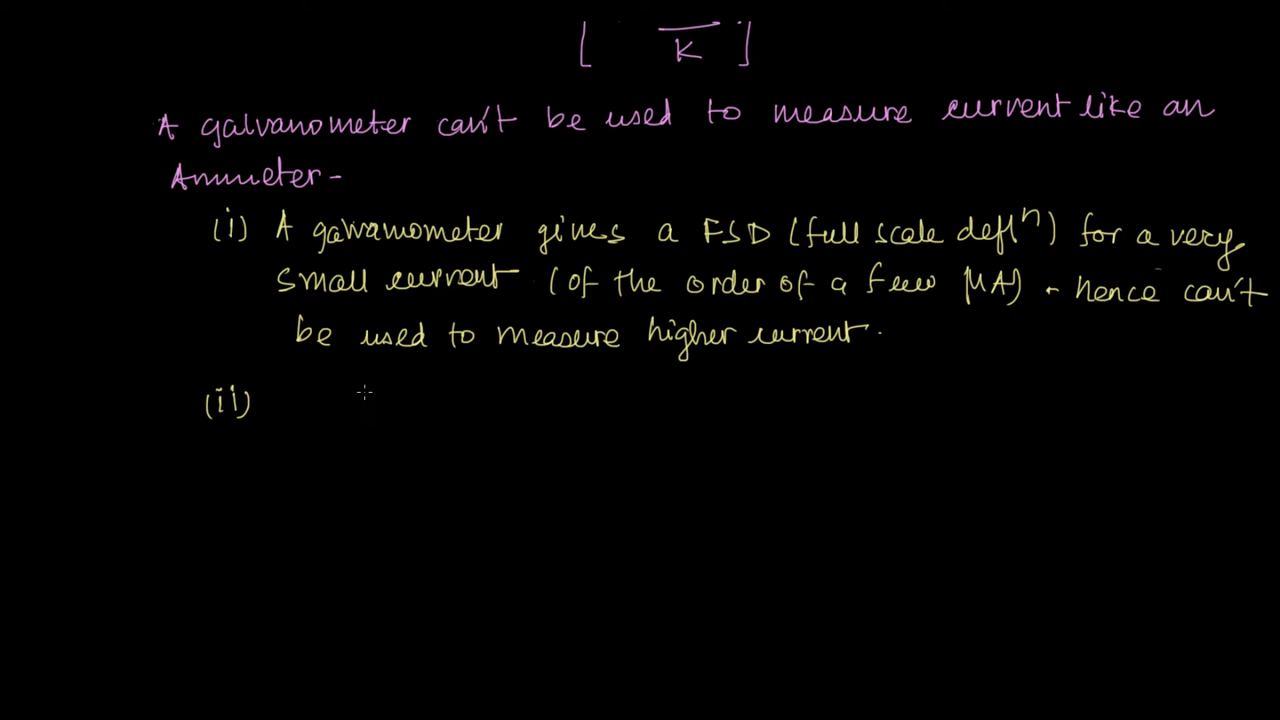 [ K ]
A galvanometer can't be used to measure current like an
Ammeter -
(i) A galvanometer gives a FSD (full scale deflⁿ) for a very
small current (of the order of a few μA). hence can't
be used to measure higher current.
(ii)